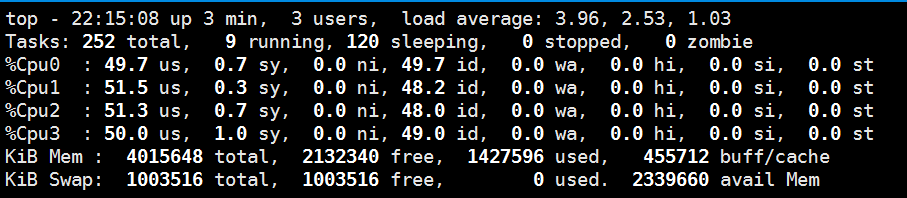 top - 22:15:08 up 3 min,  3 users,  load average: 3.96, 2.53, 1.03
Tasks: 252 total,   9 running, 120 sleeping,   0 stopped,   0 zombie
%Cpu0  : 49.7 us,  0.7 sy,  0.0 ni, 49.7 id,  0.0 wa,  0.0 hi,  0.0 si,  0.0 st
%Cpu1  : 51.5 us,  0.3 sy,  0.0 ni, 48.2 id,  0.0 wa,  0.0 hi,  0.0 si,  0.0 st
%Cpu2  : 51.3 us,  0.7 sy,  0.0 ni, 48.0 id,  0.0 wa,  0.0 hi,  0.0 si,  0.0 st
%Cpu3  : 50.0 us,  1.0 sy,  0.0 ni, 49.0 id,  0.0 wa,  0.0 hi,  0.0 si,  0.0 st
KiB Mem :  4015648 total,  2132340 free,  1427596 used,   455712 buff/cache
KiB Swap:  1003516 total,  1003516 free,        0 used.  2339660 avail Mem